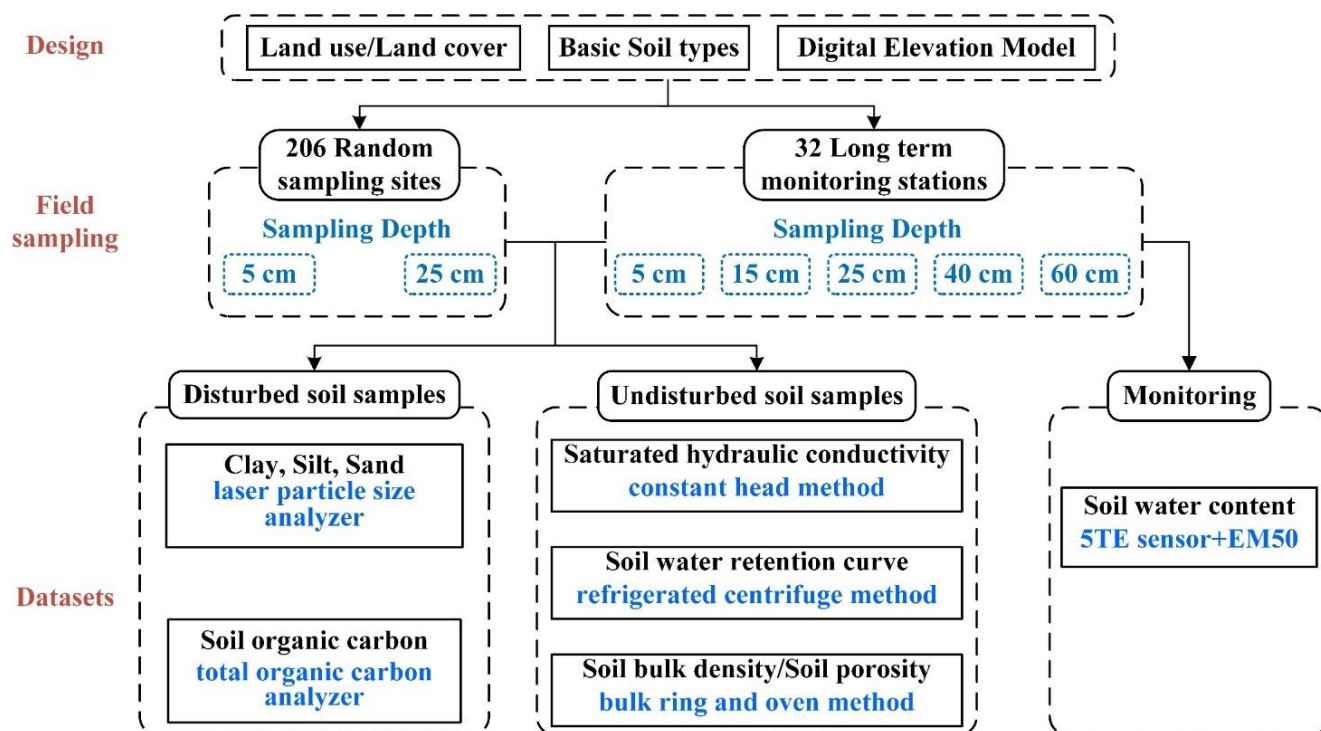 Design
Land use/Land cover
Basic Soil types
Digital Elevation Model
206 Random
sampling sites
32 Long term
monitoring stations
Field
sampling
Sampling Depth
5 cm
25 cm
Sampling Depth
5 cm
15 cm
25 cm
40 cm
60 cm
Disturbed soil samples
Undisturbed soil samples
Monitoring
Datasets
Clay, Silt, Sand
laser particle size
analyzer
Soil organic carbon
total organic carbon
analyzer
Saturated hydraulic conductivity
constant head method
Soil water retention curve
refrigerated centrifuge method
Soil bulk density/Soil porosity
bulk ring and oven method
Soil water content
5TE sensor+EM50